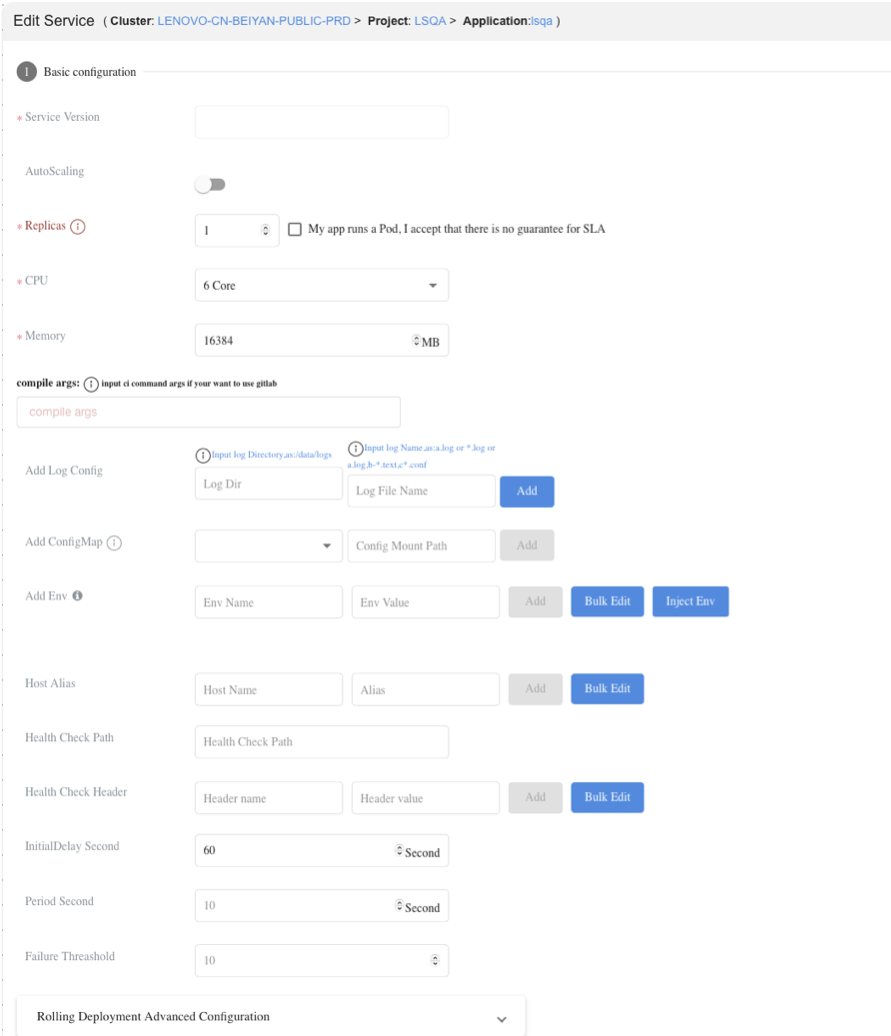 Edit Service ( Cluster: LENOVO-CN-BEIYAN-PUBLIC-PRD > Project: LSQA > Application:lsqa )
1 Basic configuration
* Service Version
AutoScaling
* Replicas 1 My app runs a Pod, I accept that there is no guarantee for SLA
* CPU 6 Core
* Memory 16384 MB
compile args: input ci command args if your want to use gitlab
compile args
Input log Directory,as:/data/logs
Input log Name,as:a.log or *.log or
a.log,b-*.text,c*.conf
Add Log Config Log Dir Log File Name Add
Add ConfigMap Config Mount Path Add
Add Env Env Name Env Value Add Bulk Edit Inject Env
Host Alias Host Name Alias Add Bulk Edit
Health Check Path Health Check Path
Health Check Header Header name Header value Add Bulk Edit
InitialDelay Second 60 Second
Period Second 10 Second
Failure Threashold 10
Rolling Deployment Advanced Configuration